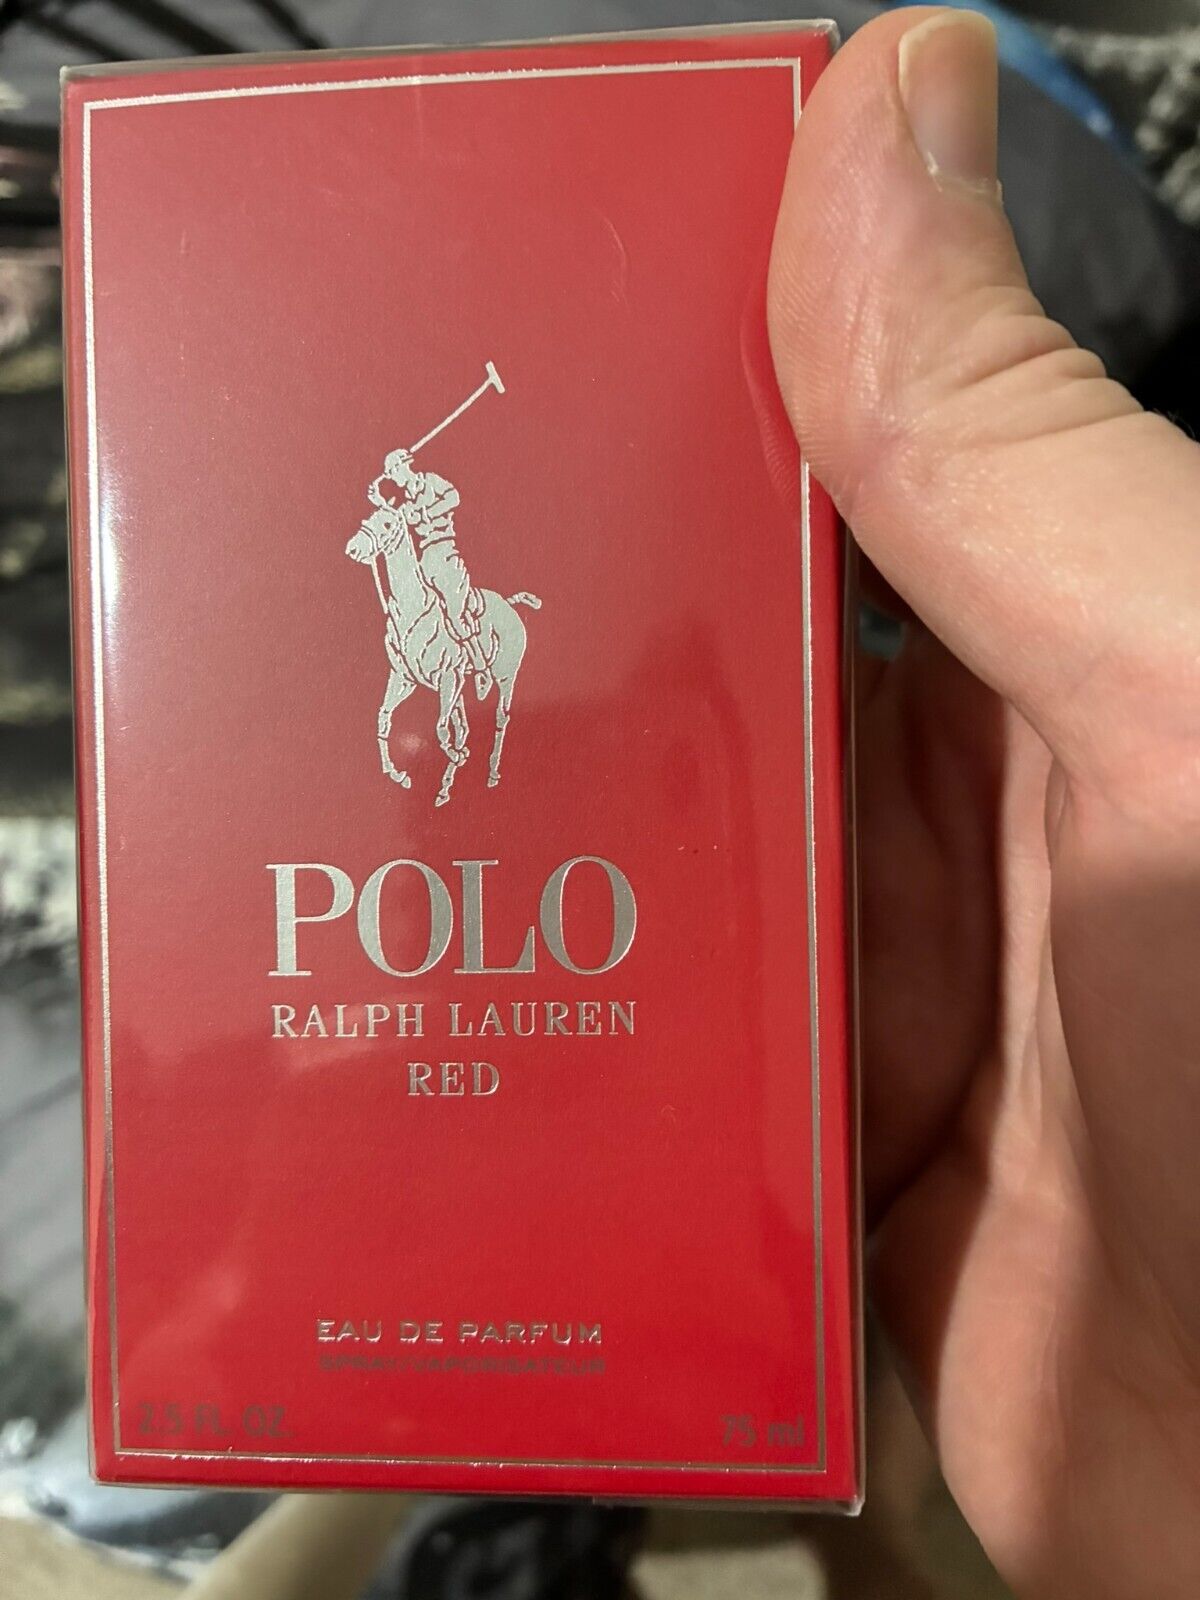 POLO
RALPH LAUREN
RED
EAU DE PARFUM
SPRAY/VAPORISATEUR
2.5 FL. OZ. 75 ml